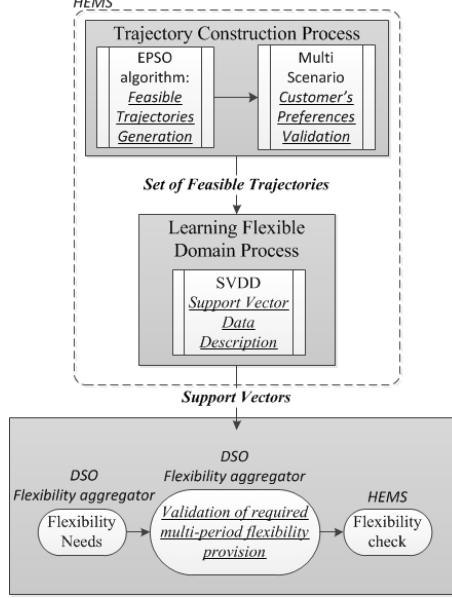 HEMS
Trajectory Construction Process
EPSO
algorithm:
Feasible
Trajectories
Generation
Multi
Scenario
Customer's
Preferences
Validation
Set of Feasible Trajectories
Learning Flexible
Domain Process
SVDD
Support Vector
Data
Description
Support Vectors
DSO
Flexibility aggregator
Flexibility
Needs
DSO
Flexibility aggregator
Validation of required
multi-period flexibility
provision
HEMS
Flexibility
check